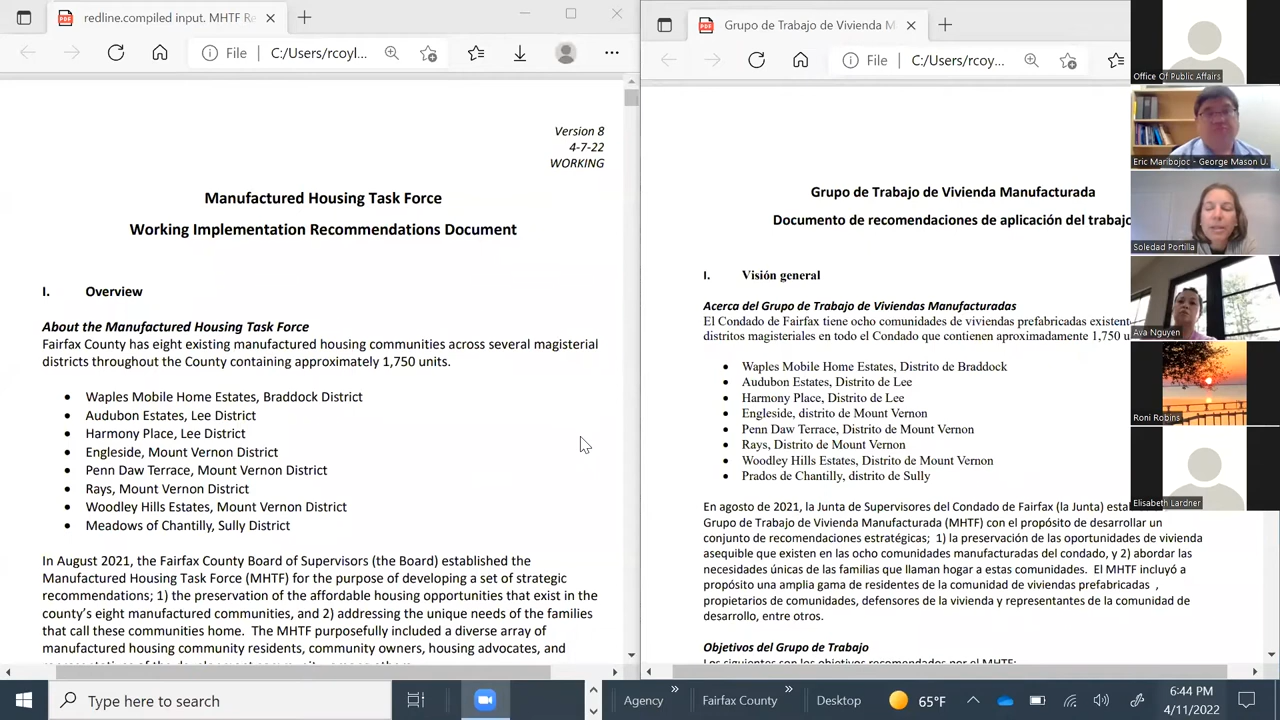 redline.compiled input. MHTF Re
File
C:/Users/rcoyl...
Version 8
4-7-22
WORKING
Manufactured Housing Task Force
Working Implementation Recommendations Document
I. Overview
About the Manufactured Housing Task Force
Fairfax County has eight existing manufactured housing communities across several magisterial
districts throughout the County containing approximately 1,750 units.
• Waples Mobile Home Estates, Braddock District
• Audubon Estates, Lee District
• Harmony Place, Lee District
• Engleside, Mount Vernon District
• Penn Daw Terrace, Mount Vernon District
• Rays, Mount Vernon District
• Woodley Hills Estates, Mount Vernon District
• Meadows of Chantilly, Sully District
In August 2021, the Fairfax County Board of Supervisors (the Board) established the
Manufactured Housing Task Force (MHTF) for the purpose of developing a set of strategic
recommendations; 1) the preservation of the affordable housing opportunities that exist in the
county's eight manufactured communities, and 2) addressing the unique needs of the families
that call these communities home. The MHTF purposefully included a diverse array of
manufactured housing community residents, community owners, housing advocates, and
Grupo de Trabajo de Vivienda M
File
C:/Users/rcoy...
Grupo de Trabajo de Vivienda Manufacturada
Documento de recomendaciones de aplicación del trabajo
I. Visión general
Acerca del Grupo de Trabajo de Viviendas Manufacturadas
El Condado de Fairfax tiene ocho comunidades de viviendas prefabricadas existent
distritos magisteriales en todo el Condado que contienen aproximadamente 1,750 u
• Waples Mobile Home Estates, Distrito de Braddock
• Audubon Estates, Distrito de Lee
• Harmony Place, Distrito de Lee
• Engleside, distrito de Mount Vernon
• Penn Daw Terrace, Distrito de Mount Vernon
• Rays, Distrito de Mount Vernon
• Woodley Hills Estates, Distrito de Mount Vernon
• Prados de Chantilly, distrito de Sully
En agosto de 2021, la Junta de Supervisores del Condado de Fairfax (la Junta) esta
Grupo de Trabajo de Vivienda Manufacturada (MHTF) con el propósito de desarrollar un
conjunto de recomendaciones estratégicas; 1) la preservación de las oportunidades de vivienda
asequible que existen en las ocho comunidades manufacturadas del condado, y 2) abordar las
necesidades únicas de las familias que llaman hogar a estas comunidades. El MHTF incluyó a
propósito una amplia gama de residentes de la comunidad de viviendas prefabricadas ,
propietarios de comunidades, defensores de la vivienda y representantes de la comunidad de
desarrollo, entre otros.
Objetivos del Grupo de Trabajo
Los siguientes son los objetivos recomendados por el MHTF:
Office Of Public Affairs
Eric Maribojoc - George Mason U.
Soledad Portilla
Ava Nguyen
Roni Robins
Elisabeth Lardner
Type here to search
Agency
Fairfax County
Desktop
65°F
6:44 PM
4/11/2022